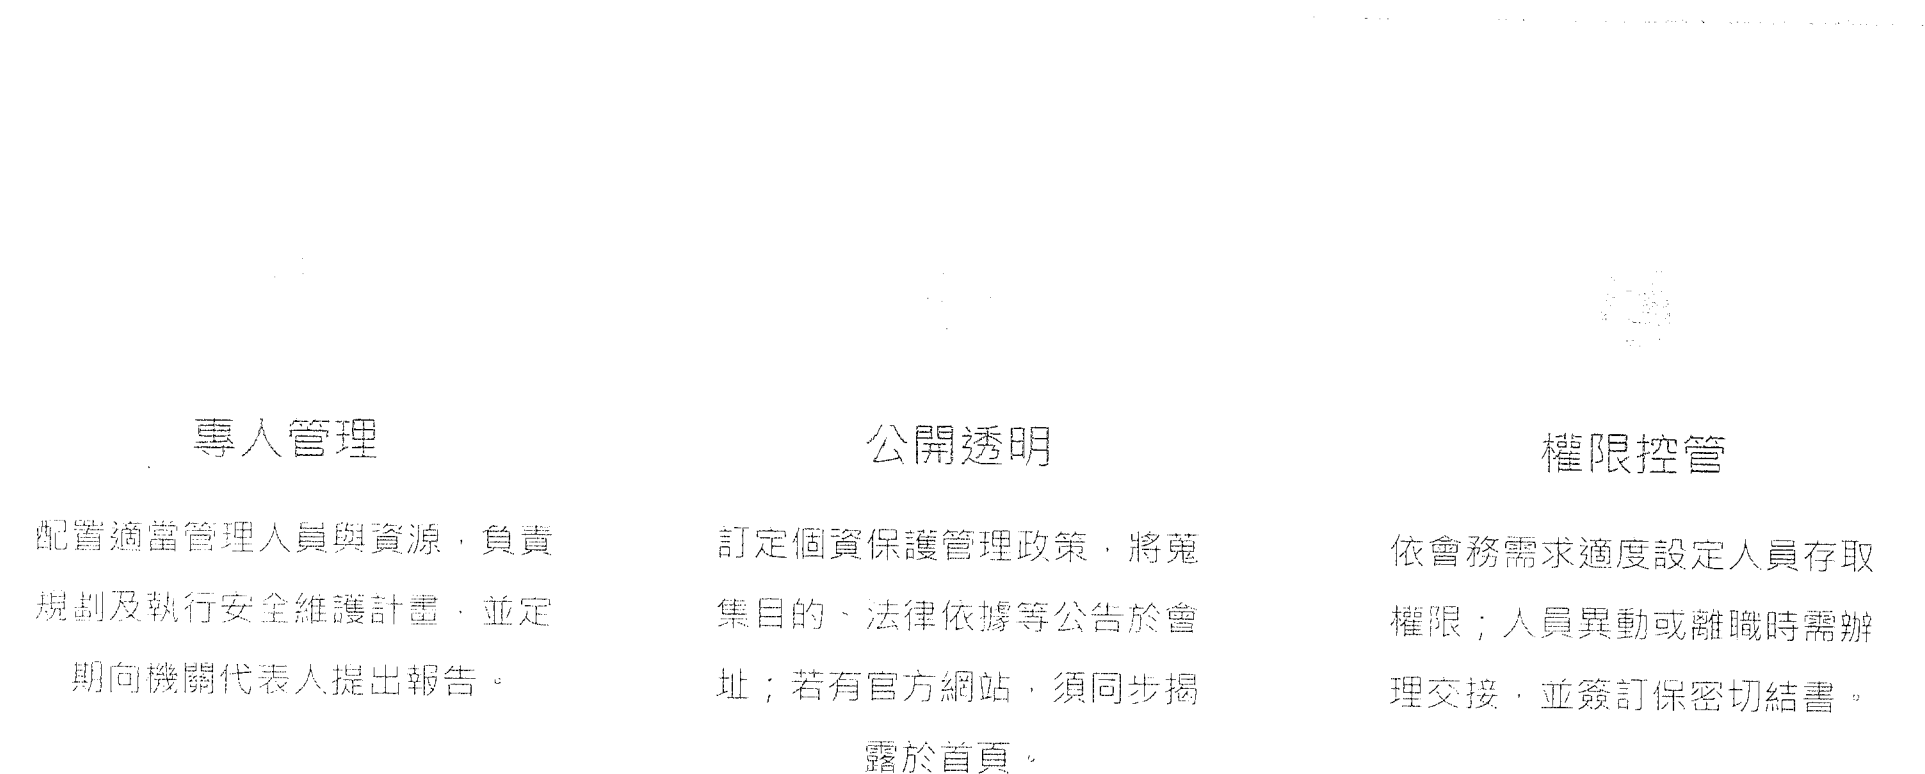 專人管理
配置適當管理人員與資源，負責
規劃及執行安全維護計畫，並定
期向機關代表人提出報告。
公開透明
訂定個資保護管理政策，將蒐
集目的、法律依據等公告於會
址；若有官方網站，須同步揭
露於首頁。
權限控管
依會務需求適度設定人員存取
權限；人員異動或離職時需辦
理交接，並簽訂保密切結書。